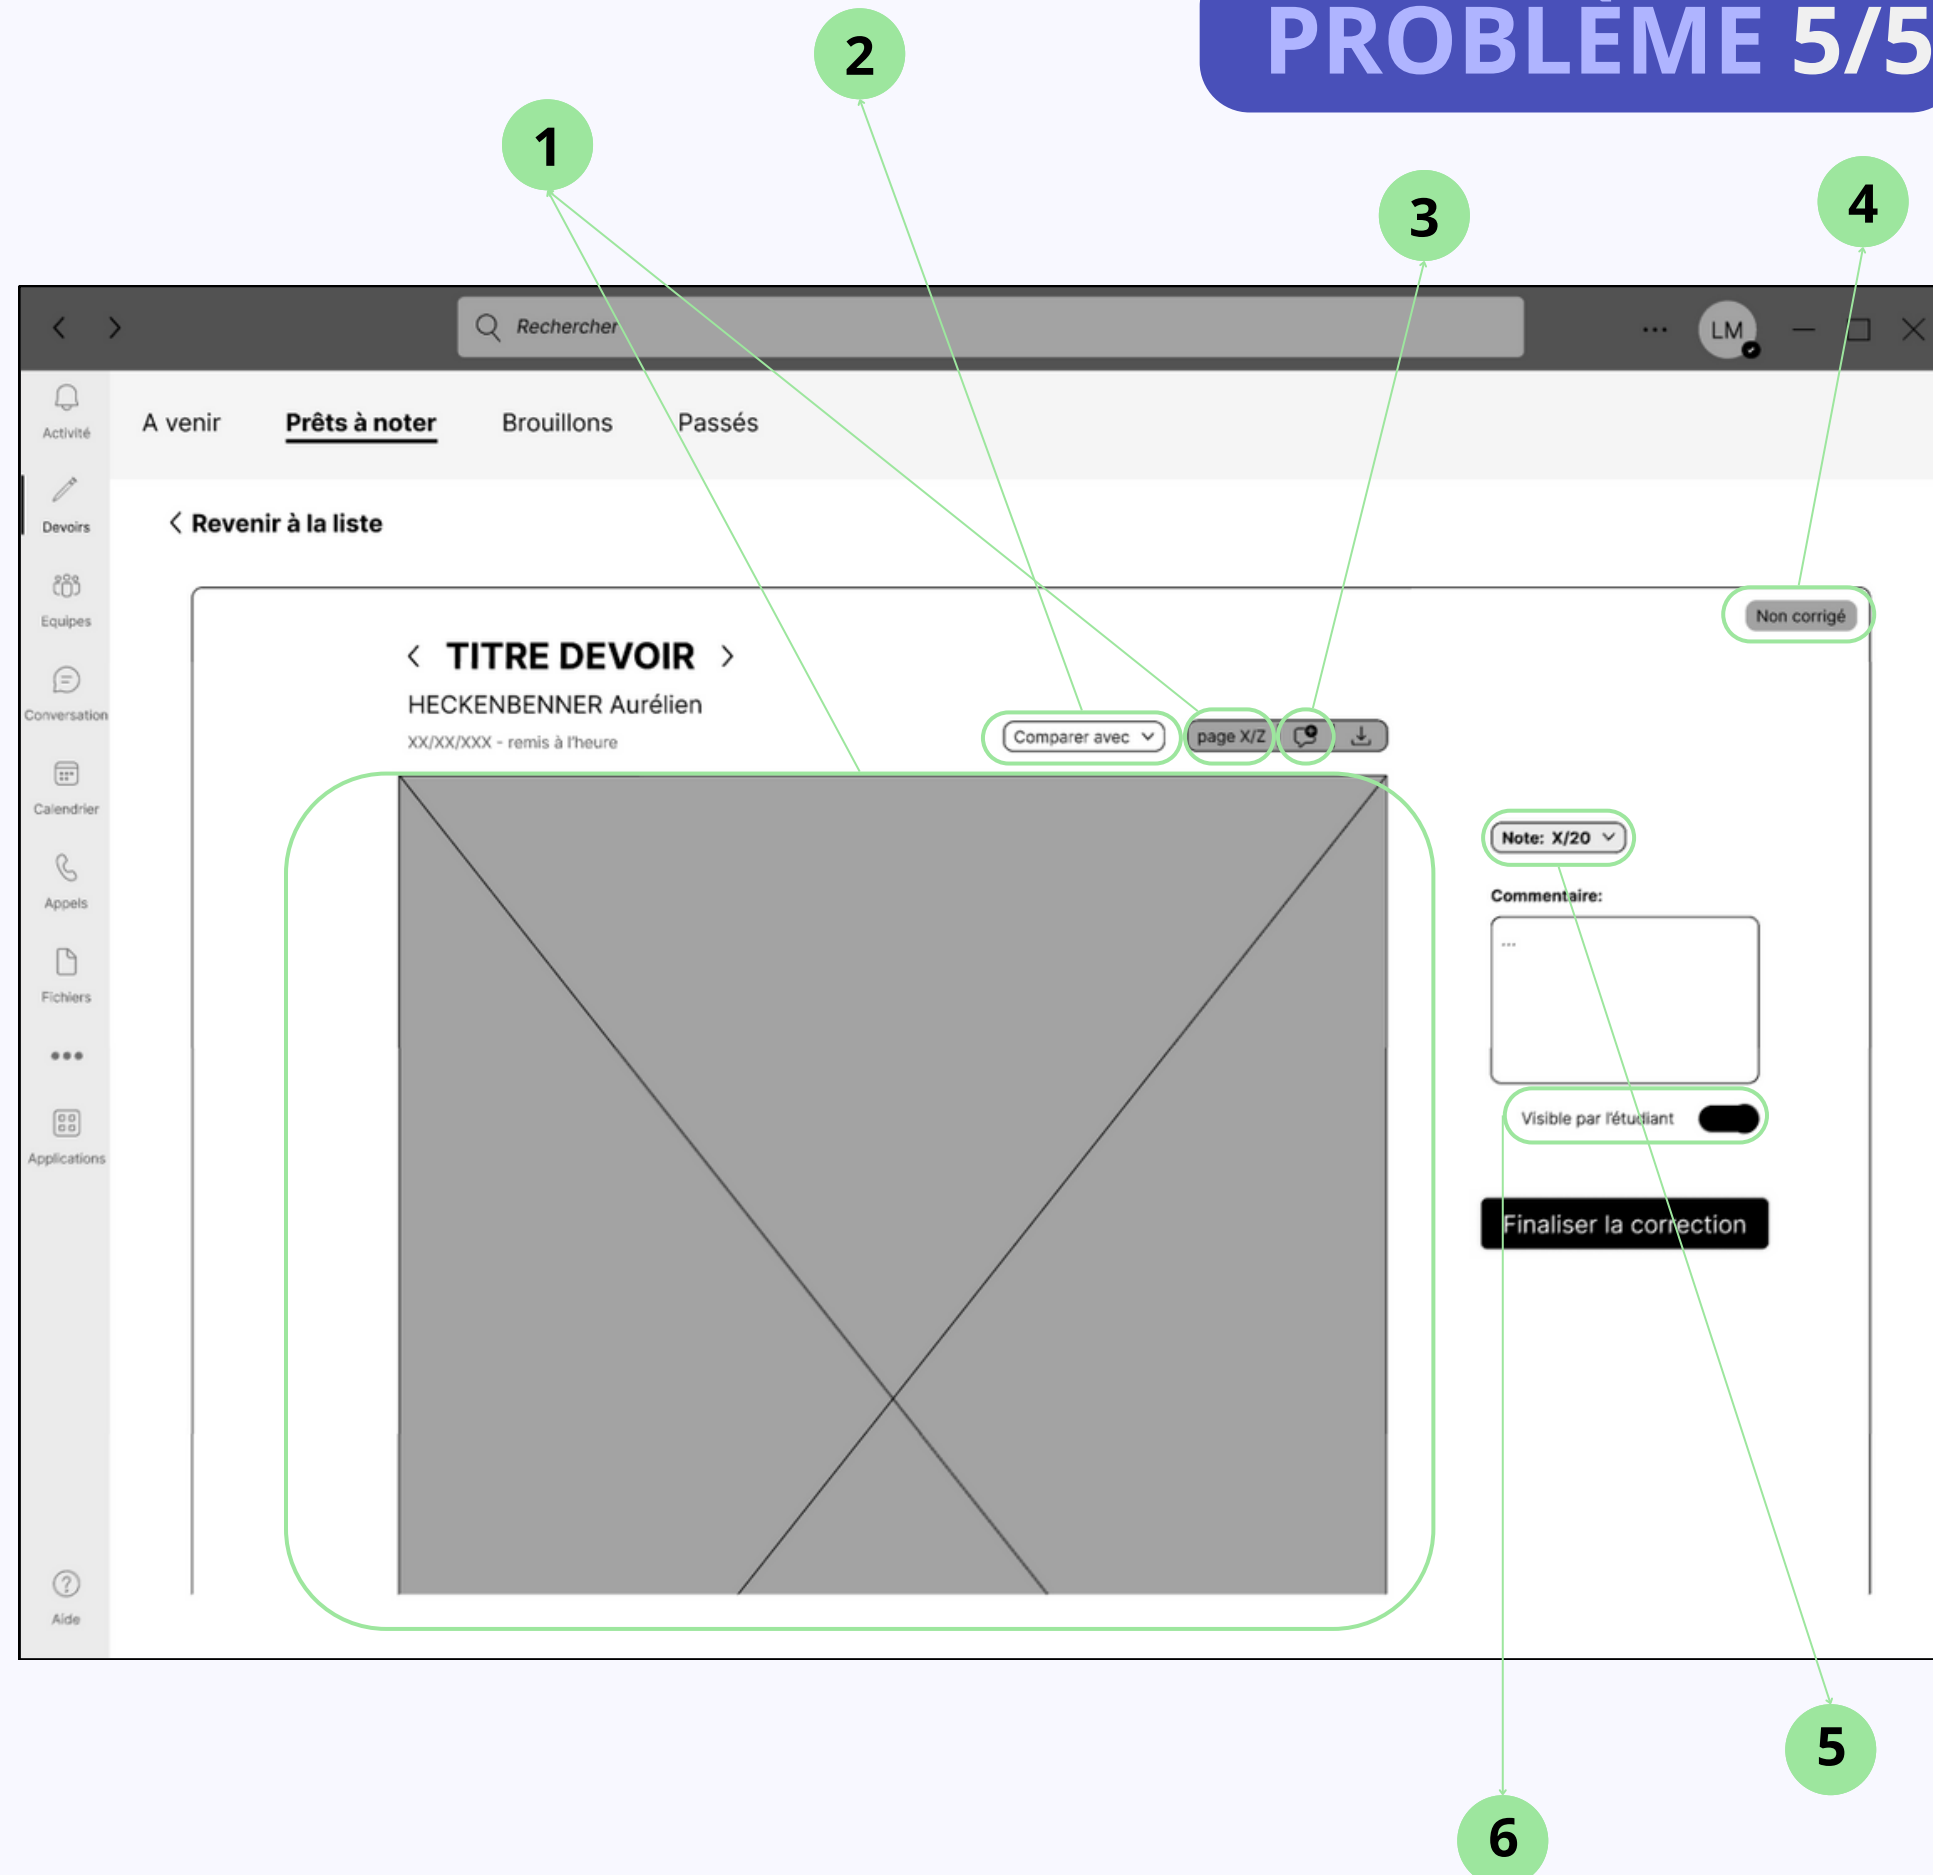 PROBLÈME 5/5
2
1
3
4
Rechercher
...
LM
Activité
A venir
Prêts à noter
Brouillons
Passés
Devoirs
Revenir à la liste
Equipes
Non corrigé
TITRE DEVOIR
HECKENBENNER Aurélien
XX/XX/XXX - remis à l'heure
Comparer avec
page X/Z
Conversation
Calendrier
Note: X/20
Appels
Commentaire:
...
Fichiers
Visible par l'étudiant
Applications
Finaliser la correction
Aide
5
6